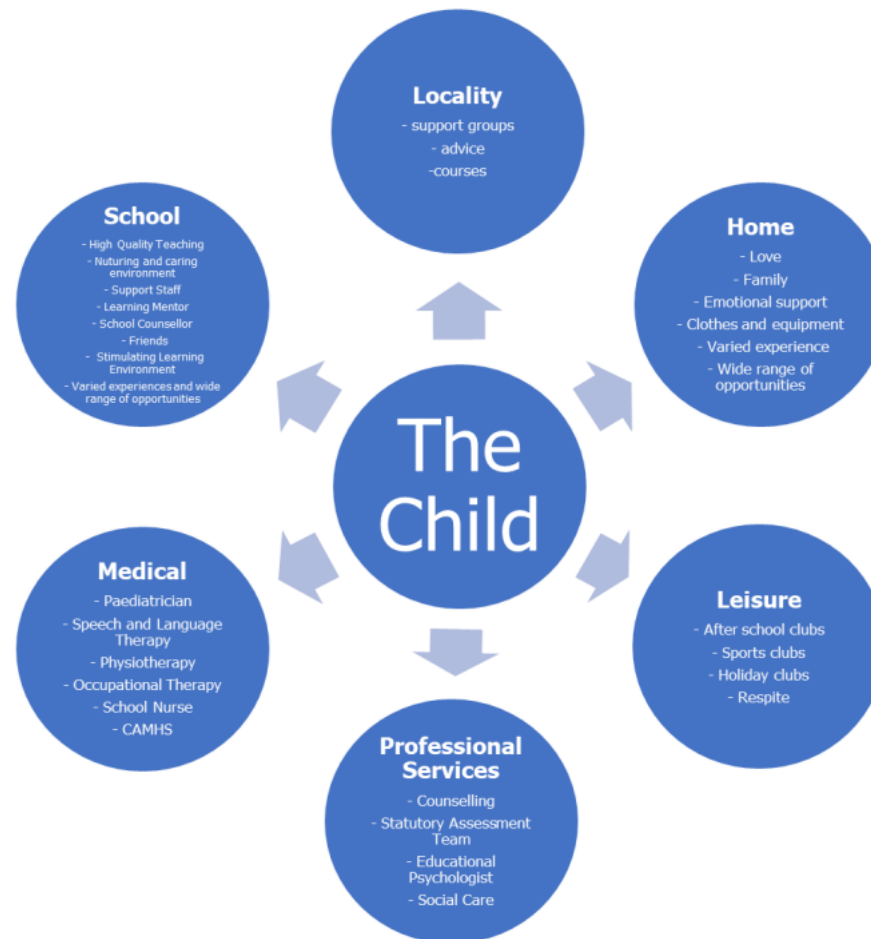 Locality
- support groups
- advice
-courses
School
- High Quality Teaching
- Nuturing and caring
environment
- Support Staff
- Learning Mentor
- School Counsellor
- Friends
- Stimulating Learning
Environment
- Varied experiences and wide
range of opportunities
Home
- Love
- Family
- Emotional support
- Clothes and equipment
- Varied experience
- Wide range of
opportunities
The
Child
Medical
- Paediatrician
- Speech and Language
Therapy
- Physiotherapy
- Occupational Therapy
- School Nurse
- CAMHS
Leisure
- After school clubs
- Sports clubs
- Holiday clubs
- Respite
Professional
Services
- Counselling
- Statutory Assessment
Team
- Educational
Psychologist
- Social Care